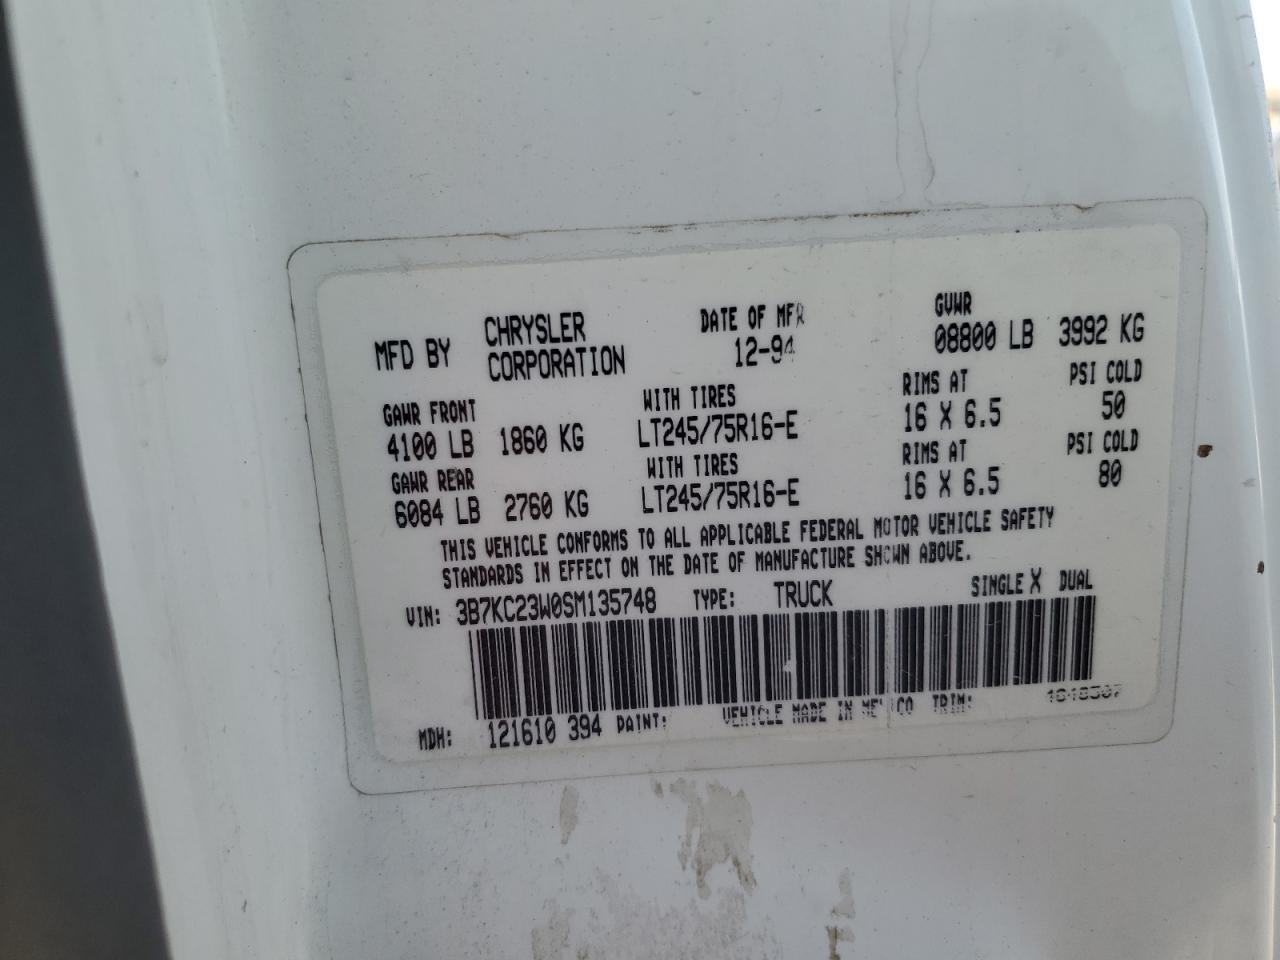 MFD BY CHRYSLER CORPORATION DATE OF MFR 12-94 GVWR 08800 LB 3992 KG
GAWR FRONT WITH TIRES RIMS AT PSI COLD
4100 LB 1860 KG LT245/75R16-E 16 X 6.5 50
GAWR REAR WITH TIRES RIMS AT PSI COLD
6084 LB 2760 KG LT245/75R16-E 16 X 6.5 80
THIS VEHICLE CONFORMS TO ALL APPLICABLE FEDERAL MOTOR VEHICLE SAFETY
STANDARDS IN EFFECT ON THE DATE OF MANUFACTURE SHOWN ABOVE.
VIN: 3B7KC23W0SM135748 TYPE: TRUCK SINGLE X DUAL
MDH: 121610 394 PAINT: VEHICLE MADE IN MEXICO TRIM: